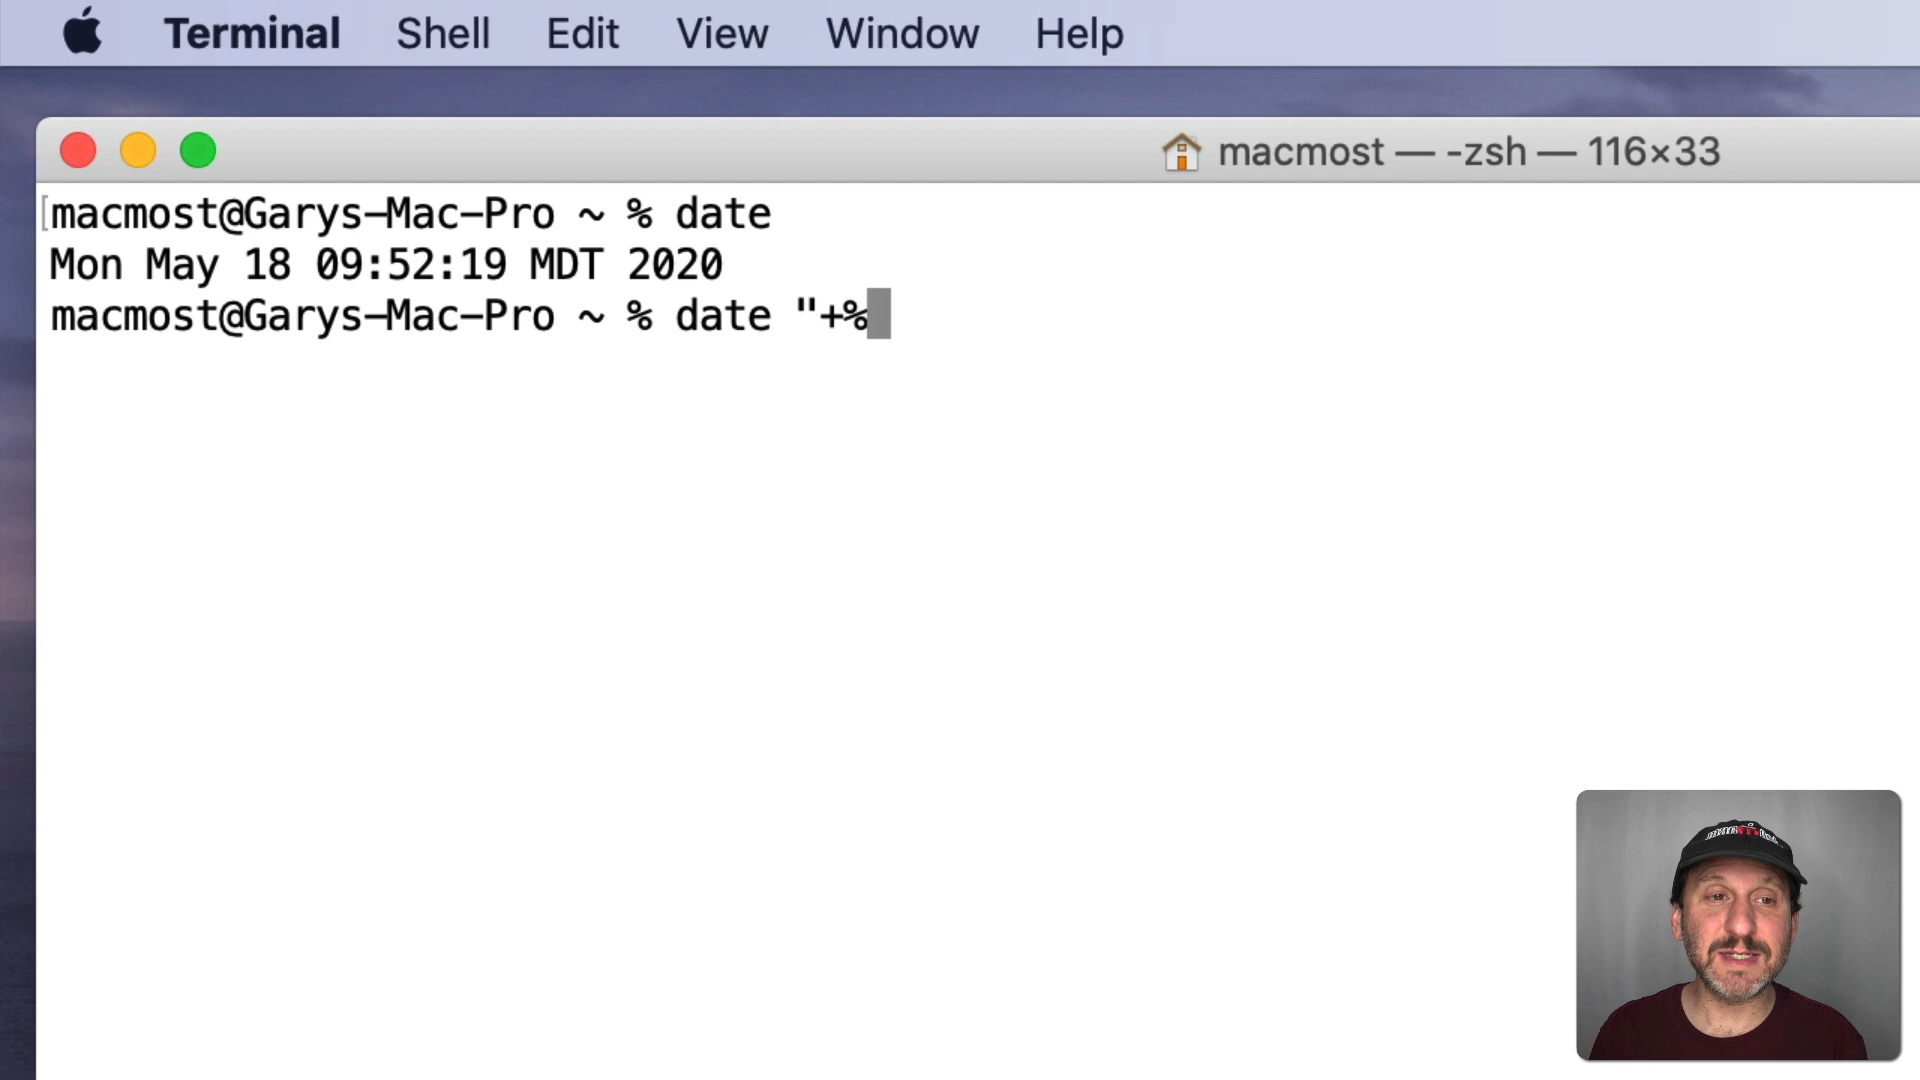 Terminal Shell Edit View Window Help
macmost — -zsh — 116×33
[macmost@Garys-Mac-Pro ~ % date
Mon May 18 09:52:19 MDT 2020
macmost@Garys-Mac-Pro ~ % date "+%